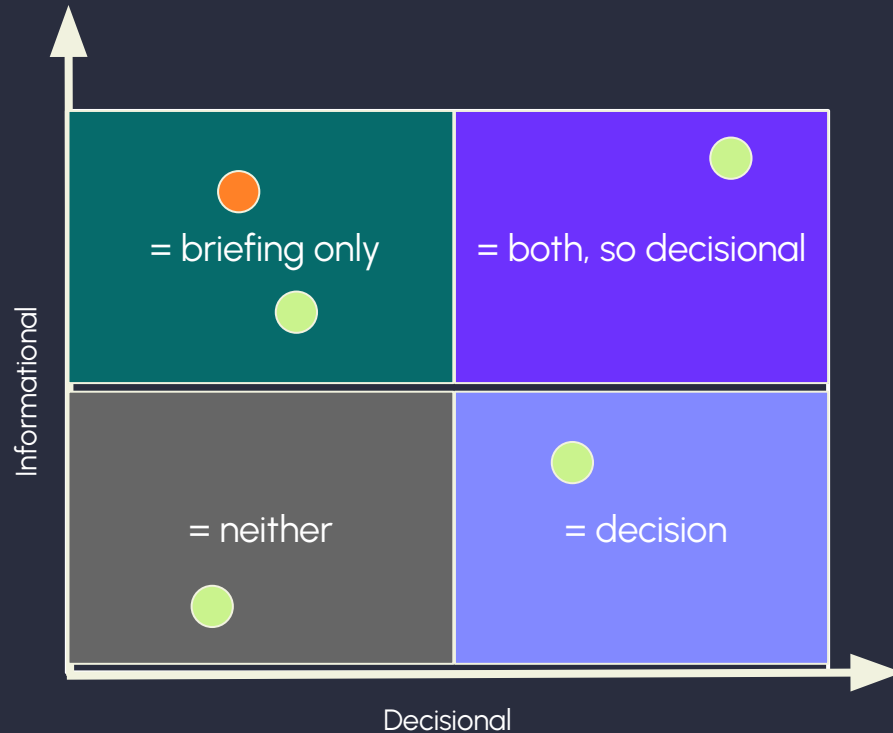 = briefing only
= both, so decisional
Informational
= neither
= decision
Decisional